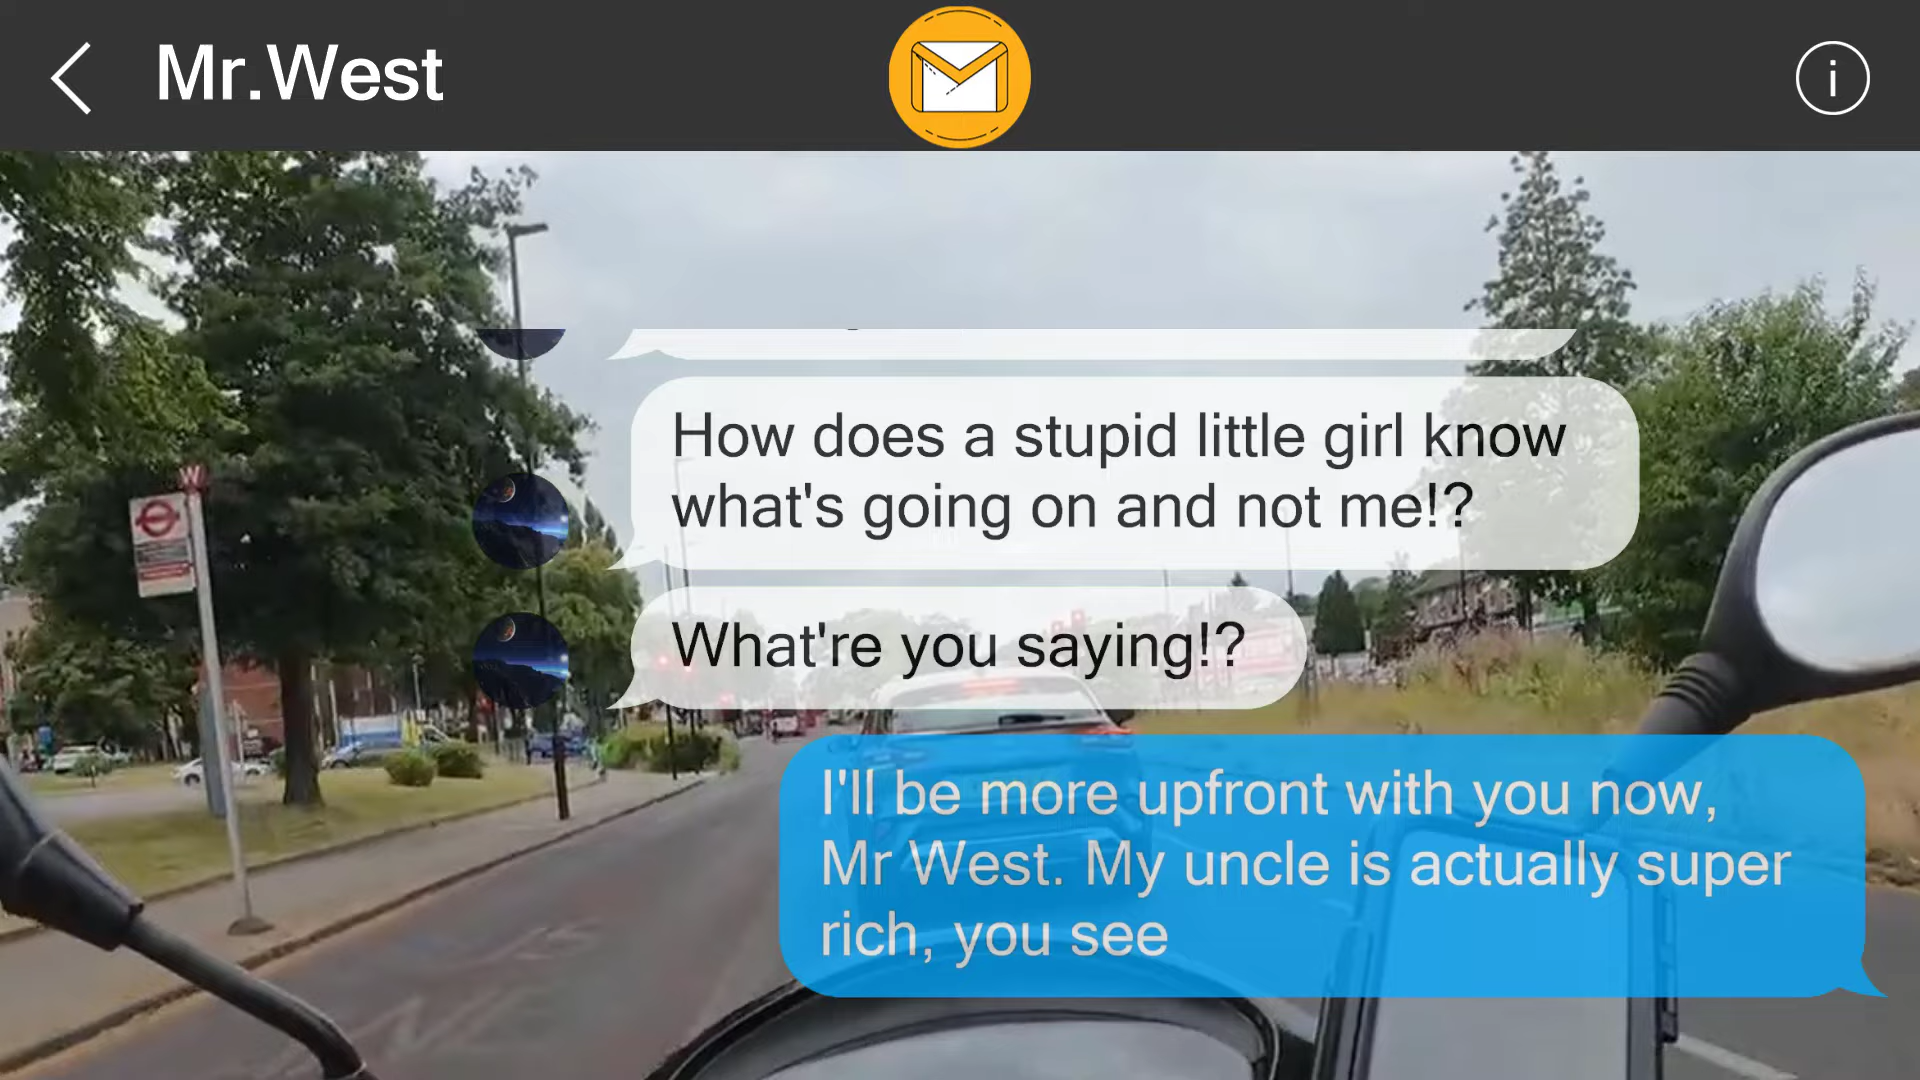 Mr.West
i
How does a stupid little girl know
what's going on and not me!?
What're you saying!?
W
I'll be more upfront with you now,
Mr West. My uncle is actually super
rich, you see